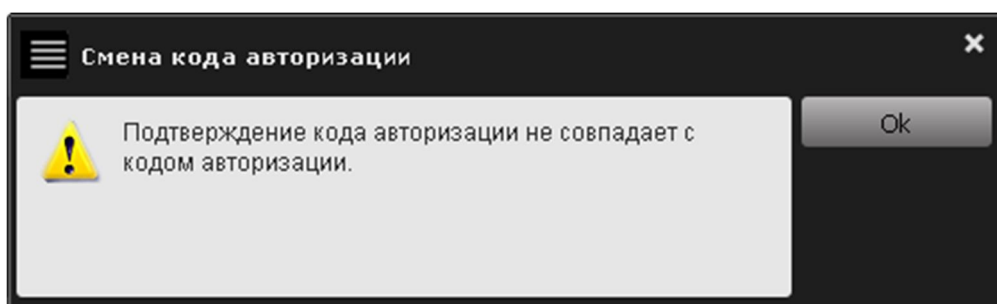 Смена кода авторизации
Подтверждение кода авторизации не совпадает с
кодом авторизации.
Ok